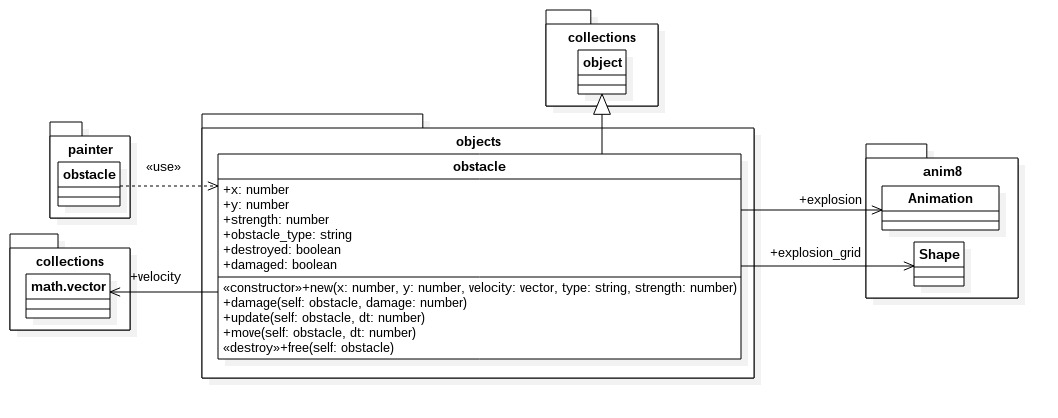 collections
object
objects
obstacle
+x: number
+y: number
+strength: number
+obstacle_type: string
+destroyed: boolean
+damaged: boolean
«constructor»+new(x: number, y: number, velocity: vector, type: string, strength: number)
+damage(self: obstacle, damage: number)
+update(self: obstacle, dt: number)
+move(self: obstacle, dt: number)
«destroy»+free(self: obstacle)
painter
obstacle
«use»
collections
math.vector
+velocity
anim8
Animation
+explosion
Shape
+explosion_grid